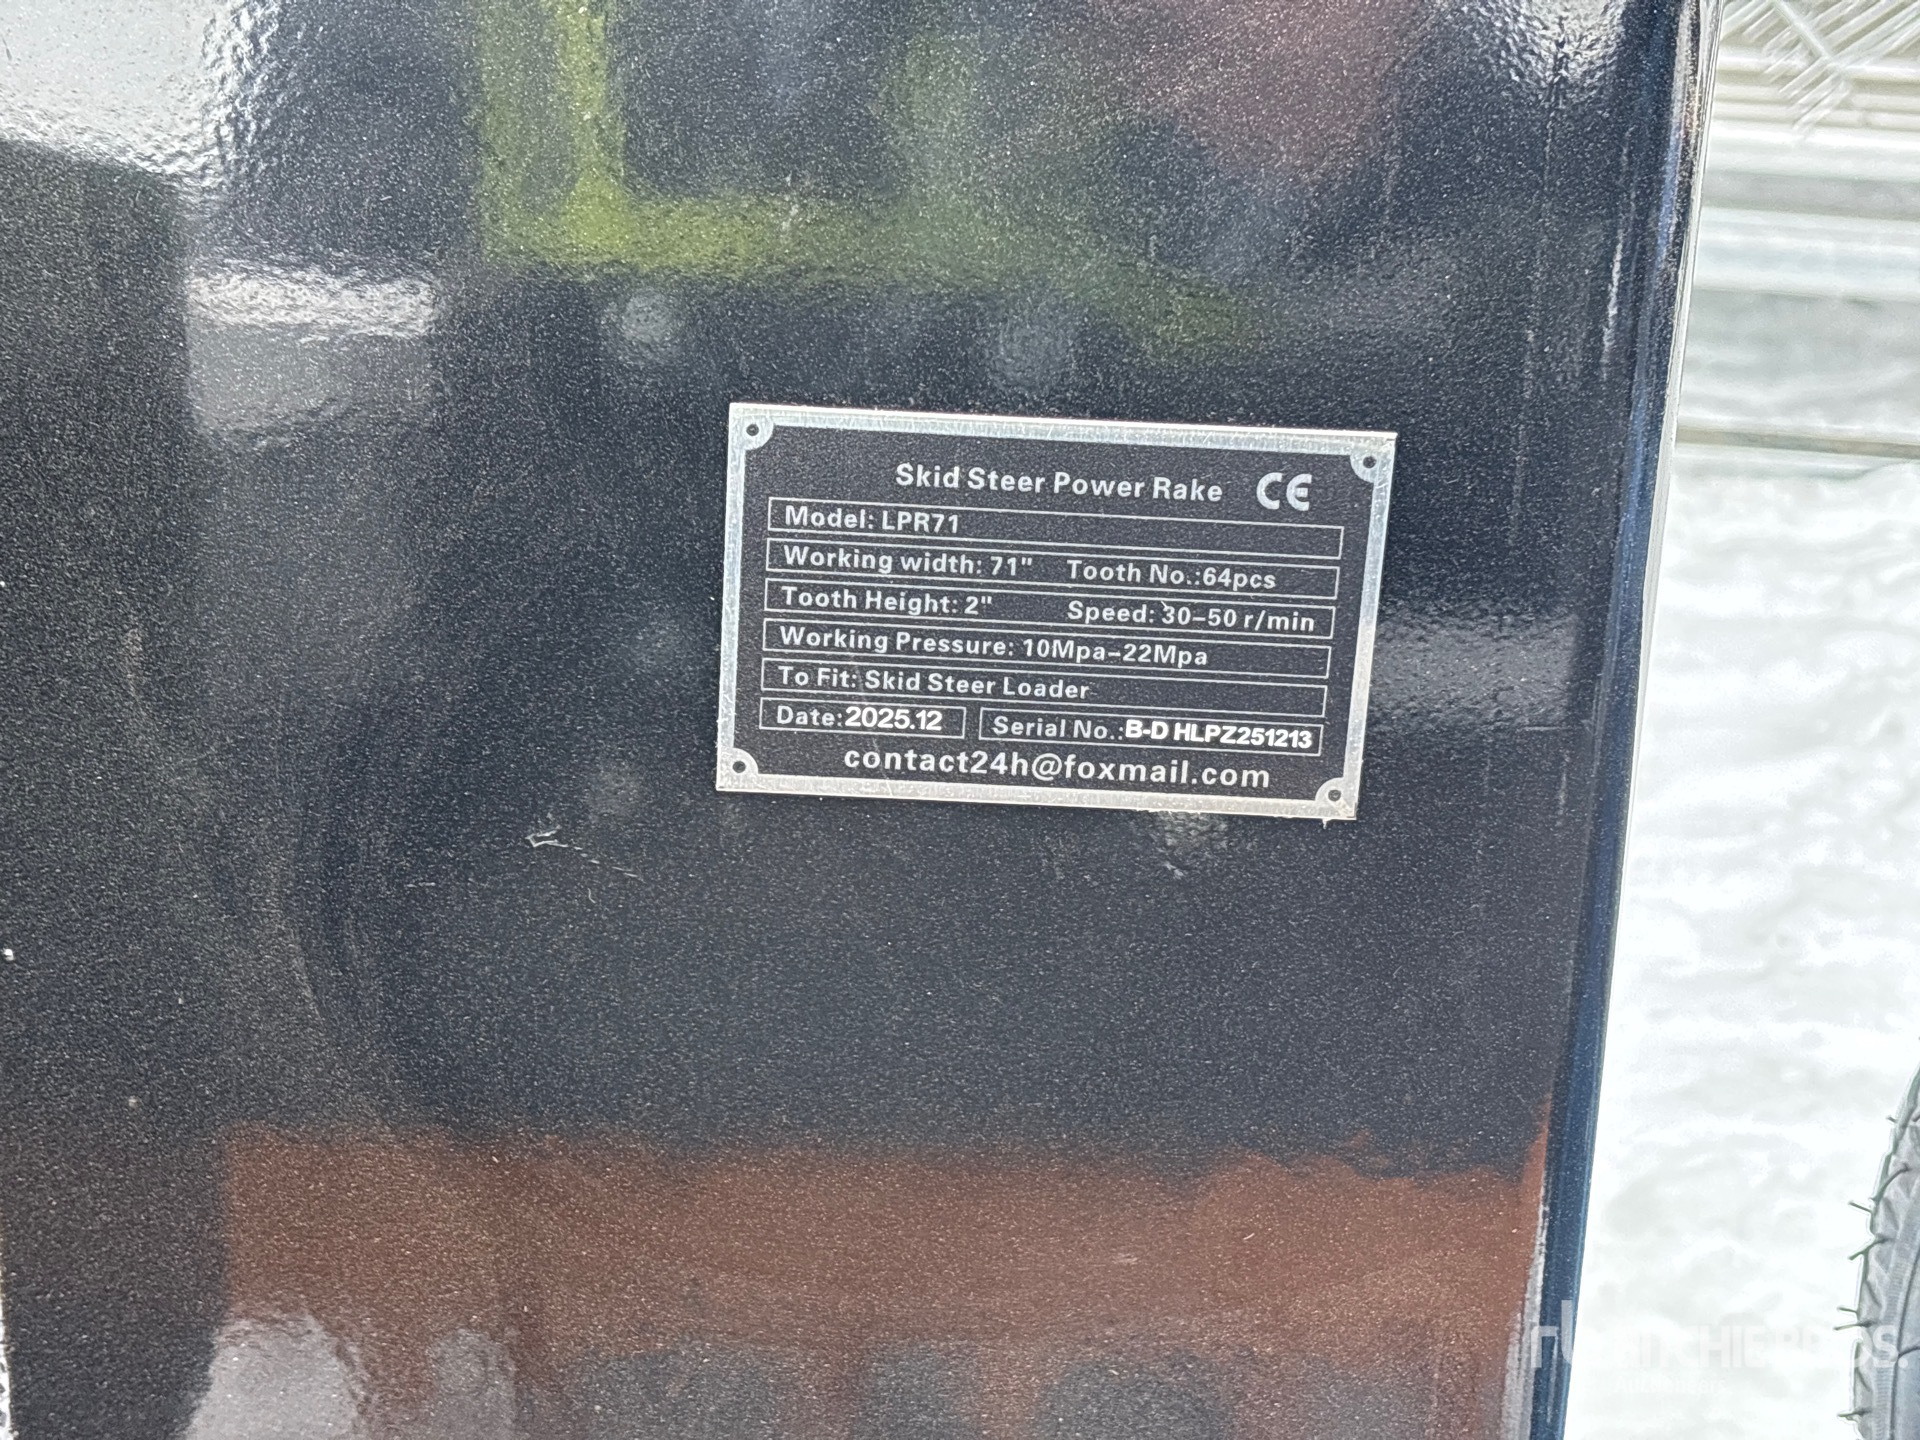 Skid Steer Power Rake CE
Model: LPR71
Working width: 71" Tooth No.:64pcs
Tooth Height: 2" Speed: 30-50 r/min
Working Pressure: 10Mpa-22Mpa
To Fit: Skid Steer Loader
Date:2025.12 Serial No.:B-D HLPZ251213
contact24h@foxmail.com